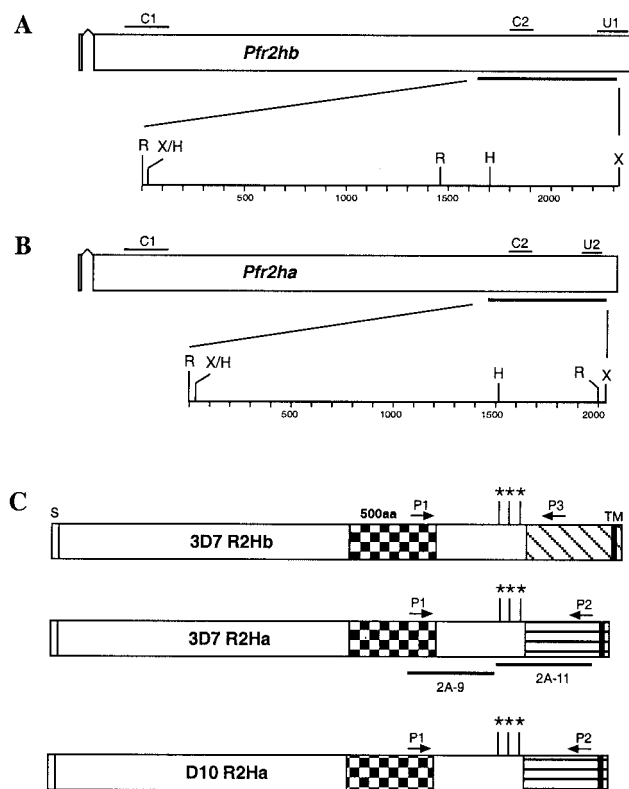 A
C1 C2 U1
Pfr2hb
R X/H R H X
500 1000 1500 2000
B
C1 C2 U2
Pfr2ha
R X/H H R X
500 1000 1500 2000
C
S 500aa P1 *** P3 TM
3D7 R2Hb
P1 *** P2
3D7 R2Ha
2A-9 2A-11
P1 *** P2
D10 R2Ha